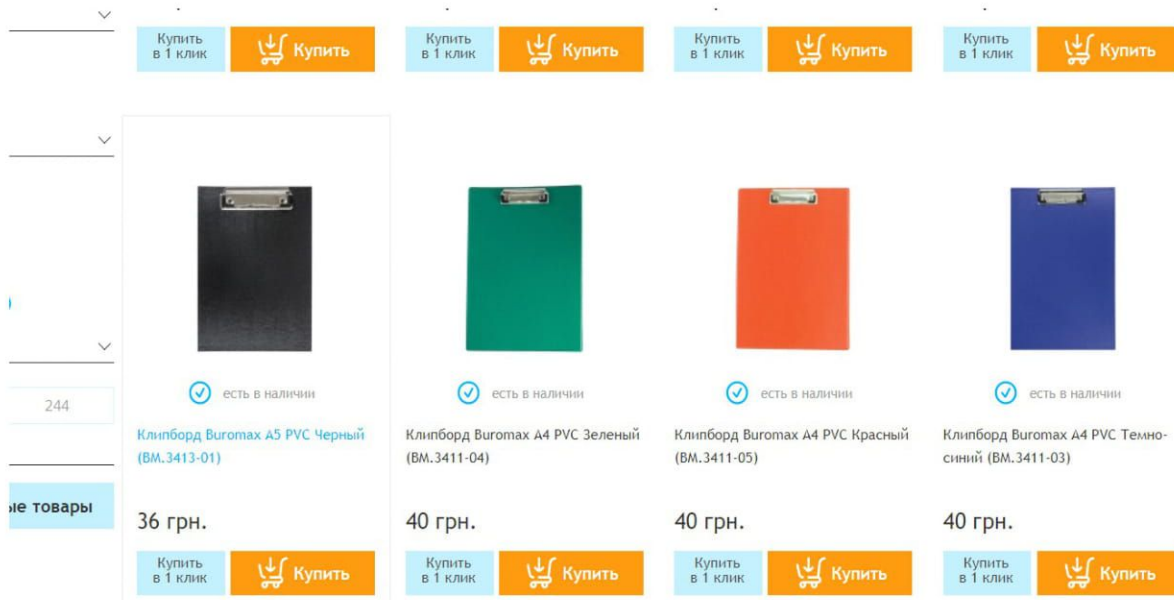 Купить
в 1 клик
Купить
Купить
в 1 клик
Купить
Купить
в 1 клик
Купить
Купить
в 1 клик
Купить
244
ые товары
есть в наличии
Клипборд Buromax А5 PVC Черный
(BM.3413-01)
36 грн.
Купить
в 1 клик
Купить
есть в наличии
Клипборд Buromax А4 PVC Зеленый
(BM.3411-04)
40 грн.
Купить
в 1 клик
Купить
есть в наличии
Клипборд Buromax А4 PVC Красный
(BM.3411-05)
40 грн.
Купить
в 1 клик
Купить
есть в наличии
Клипборд Buromax А4 PVC Темно-
синий (BM.3411-03)
40 грн.
Купить
в 1 клик
Купить